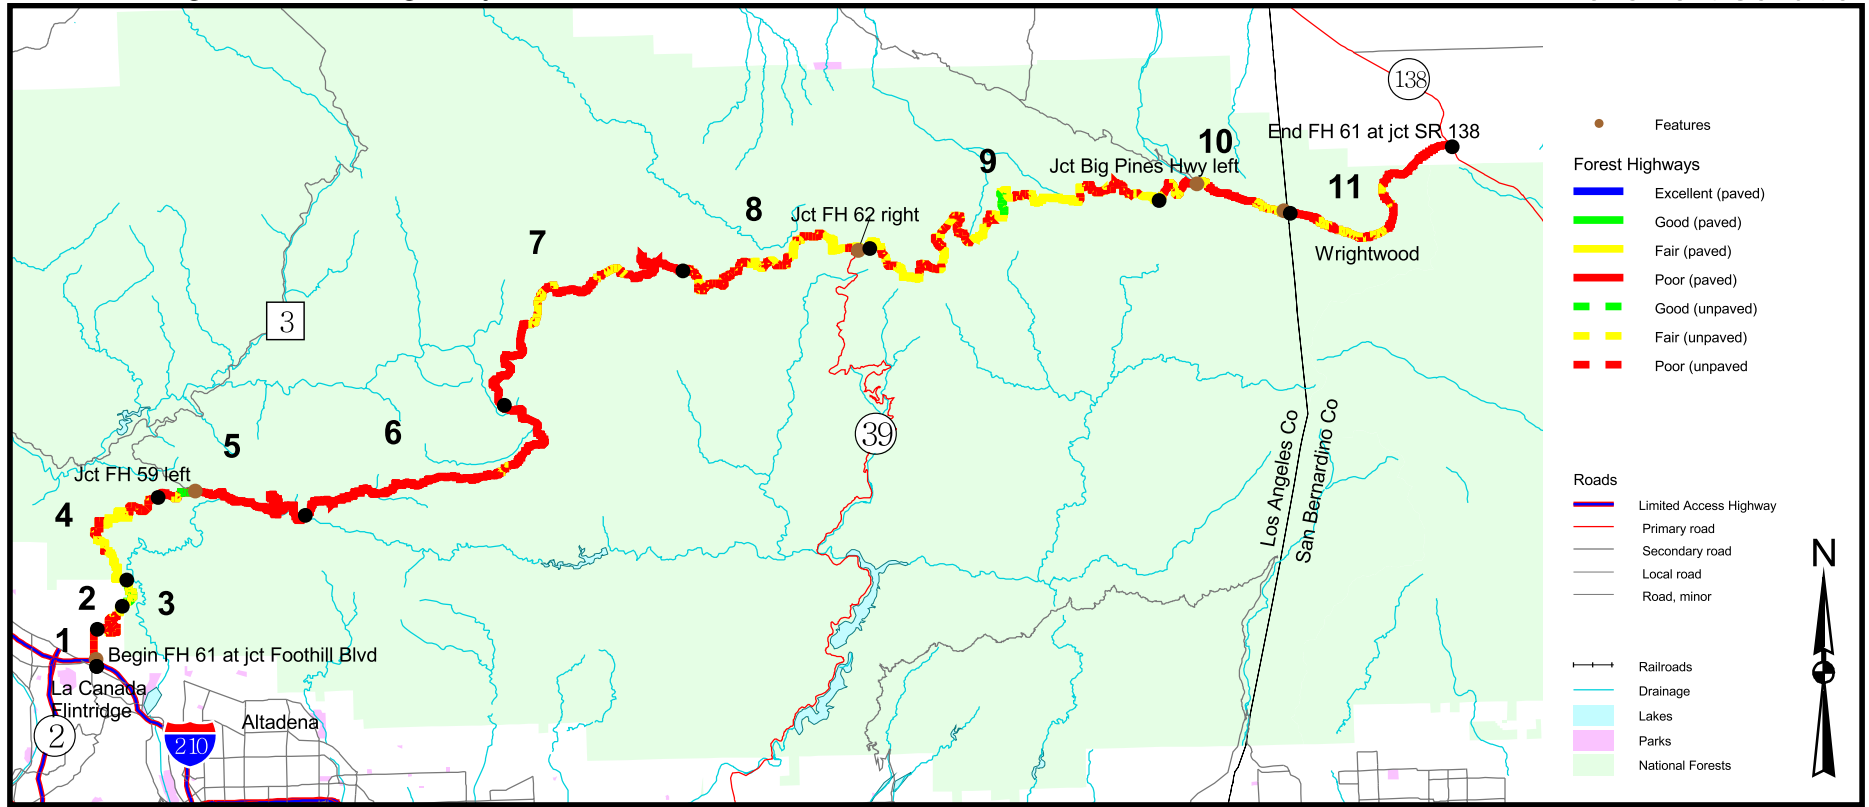 138
End FH 61 at jct SR 138
10
9
Jct Big Pines Hwy left
11
8
Jct FH 62 right
7
Wrightwood
3
39
6
5
Jct FH 59 left
4
Los Angeles Co
San Bernardino Co
2
3
1
Begin FH 61 at jct Foothill Blvd
La Canada
Flintridge
Altadena
2
210
Features
Forest Highways
Excellent (paved)
Good (paved)
Fair (paved)
Poor (paved)
Good (unpaved)
Fair (unpaved)
Poor (unpaved
Roads
Limited Access Highway
Primary road
Secondary road
Local road
Road, minor
Railroads
Drainage
Lakes
Parks
National Forests
N